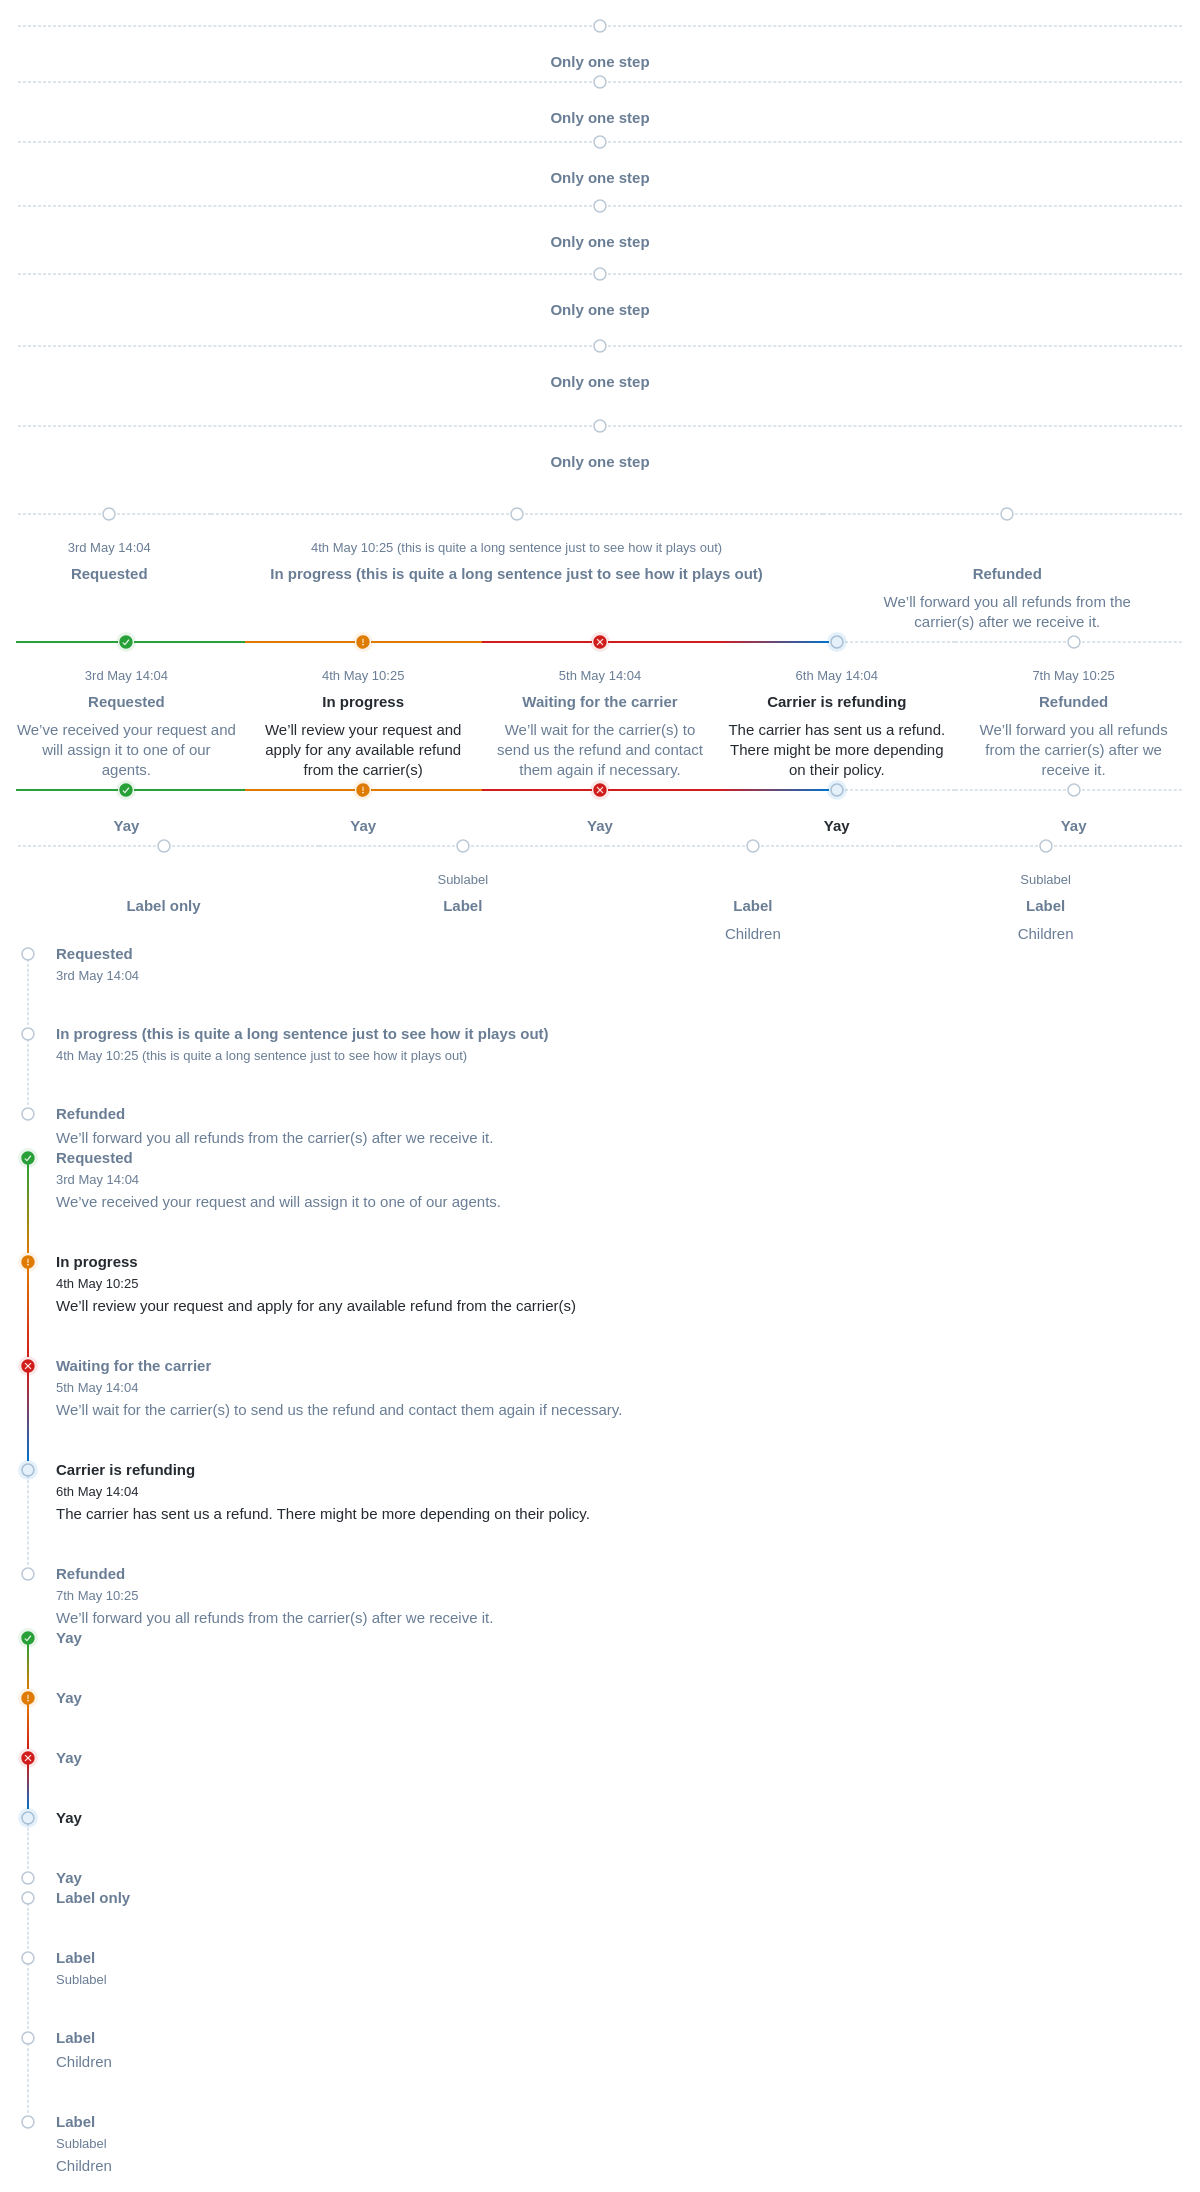 Only one step
Only one step
Only one step
Only one step
Only one step
Only one step
Only one step
3rd May 14:04
4th May 10:25 (this is quite a long sentence just to see how it plays out)
Requested
In progress (this is quite a long sentence just to see how it plays out)
Refunded
We’ll forward you all refunds from the
carrier(s) after we receive it.
3rd May 14:04
4th May 10:25
5th May 14:04
6th May 14:04
7th May 10:25
Requested
In progress
Waiting for the carrier
Carrier is refunding
Refunded
We’ve received your request and
will assign it to one of our
agents.
We’ll review your request and
apply for any available refund
from the carrier(s)
We’ll wait for the carrier(s) to
send us the refund and contact
them again if necessary.
The carrier has sent us a refund.
There might be more depending
on their policy.
We’ll forward you all refunds
from the carrier(s) after we
receive it.
Yay
Yay
Yay
Yay
Yay
Sublabel
Sublabel
Label only
Label
Label
Label
Children
Children
Requested
3rd May 14:04
In progress (this is quite a long sentence just to see how it plays out)
4th May 10:25 (this is quite a long sentence just to see how it plays out)
Refunded
We’ll forward you all refunds from the carrier(s) after we receive it.
Requested
3rd May 14:04
We’ve received your request and will assign it to one of our agents.
In progress
4th May 10:25
We’ll review your request and apply for any available refund from the carrier(s)
Waiting for the carrier
5th May 14:04
We’ll wait for the carrier(s) to send us the refund and contact them again if necessary.
Carrier is refunding
6th May 14:04
The carrier has sent us a refund. There might be more depending on their policy.
Refunded
7th May 10:25
We’ll forward you all refunds from the carrier(s) after we receive it.
Yay
Yay
Yay
Yay
Yay
Label only
Label
Sublabel
Label
Children
Label
Sublabel
Children